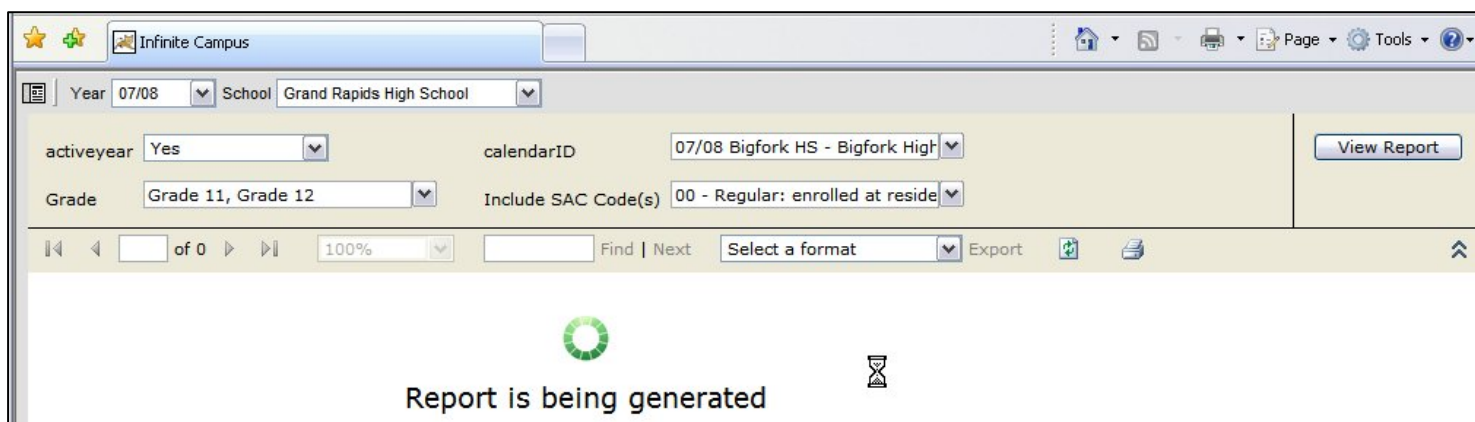 Infinite Campus Page Tools
Year 07/08 School Grand Rapids High School
activeyear Yes calendarID 07/08 Bigfork HS - Bigfork High View Report
Grade Grade 11, Grade 12 Include SAC Code(s) 00 - Regular: enrolled at reside
of 0 100% Find | Next Select a format Export
Report is being generated